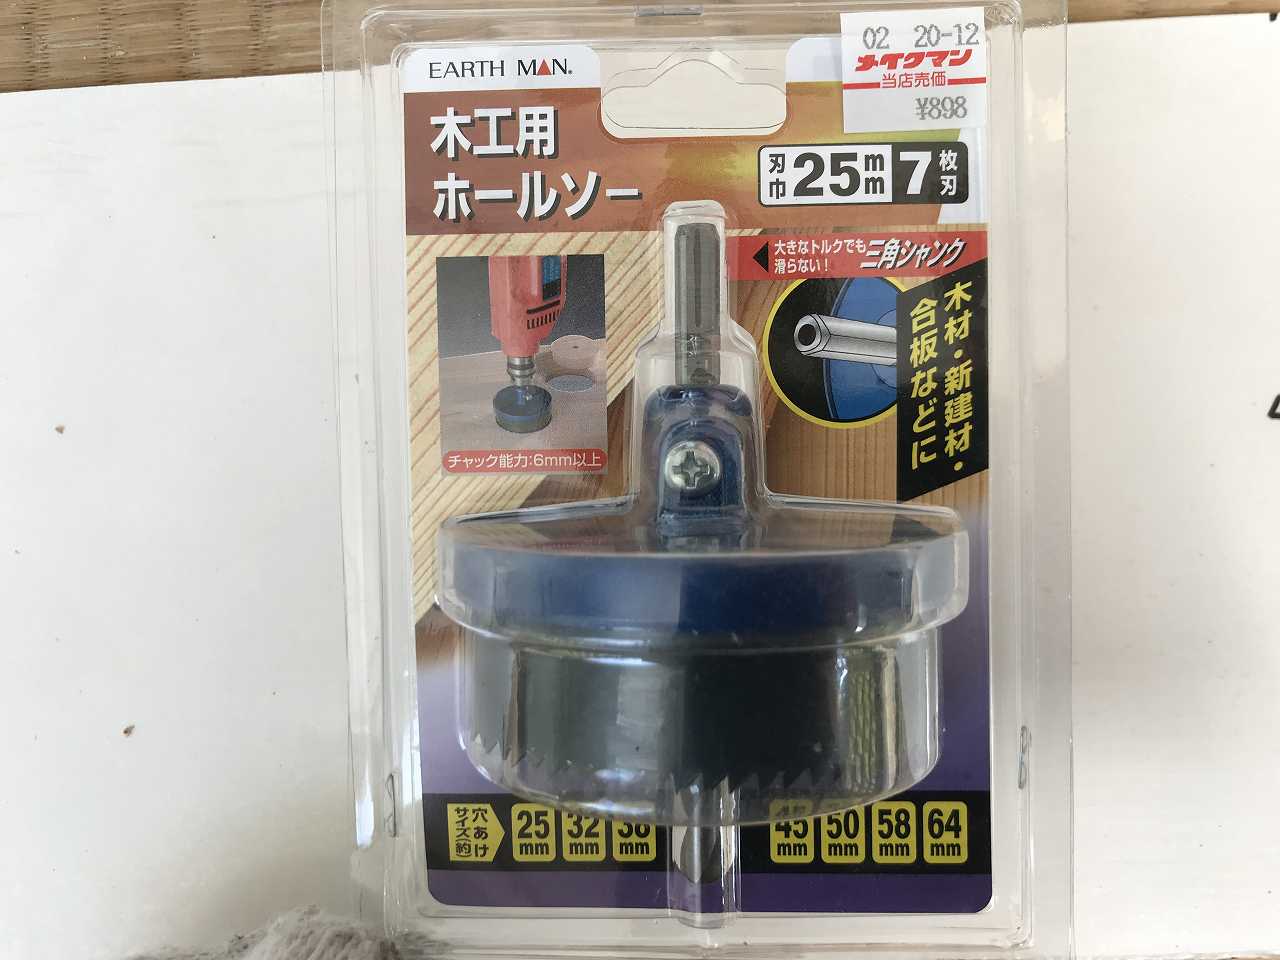 02 20-12
メイクマン
当店売価
¥898
EARTH MAN®
木工用
ホールソー
刃巾 25mm 7枚刃
大きなトルクでも
滑らない! 三角シャンク
木材・新建材・
合板などに
チャック能力:6mm以上
穴あけ
サイズ(約)
25mm 32mm 38mm 45mm 50mm 58mm 64mm